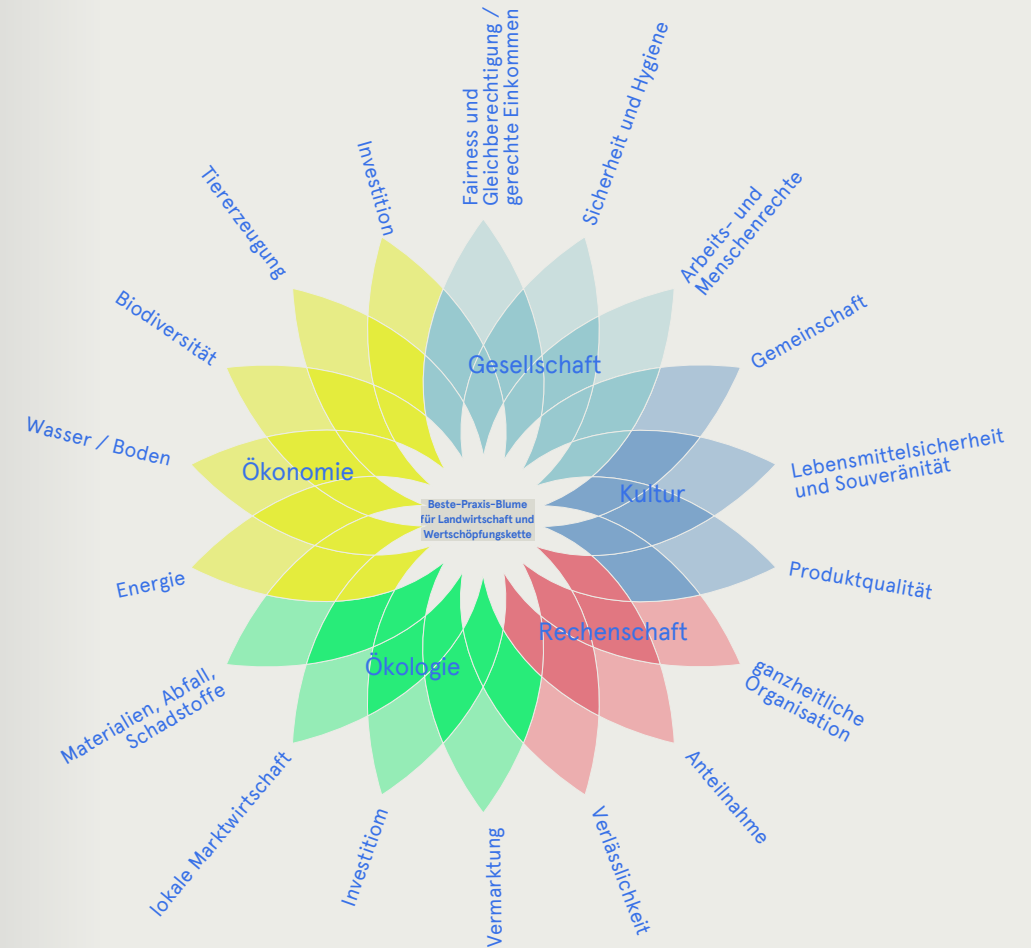 Fairness und
Gleichberechtigung /
gerechte Einkommen
Sicherheit und Hygiene
Arbeits- und
Menschenrechte
Gemeinschaft
Lebensmittelsicherheit
und Souveränität
Produktqualität
ganzheitliche
Organisation
Anteilnahme
Verlässlichkeit
Vermarktung
Investitiom
lokale Marktwirtschaft
Materialien, Abfall,
Schadstoffe
Energie
Wasser / Boden
Biodiversität
Tiererzeugung
Investition
Gesellschaft
Kultur
Rechenschaft
Ökologie
Ökonomie
Beste-Praxis-Blume
für Landwirtschaft und
Wertschöpfungskette